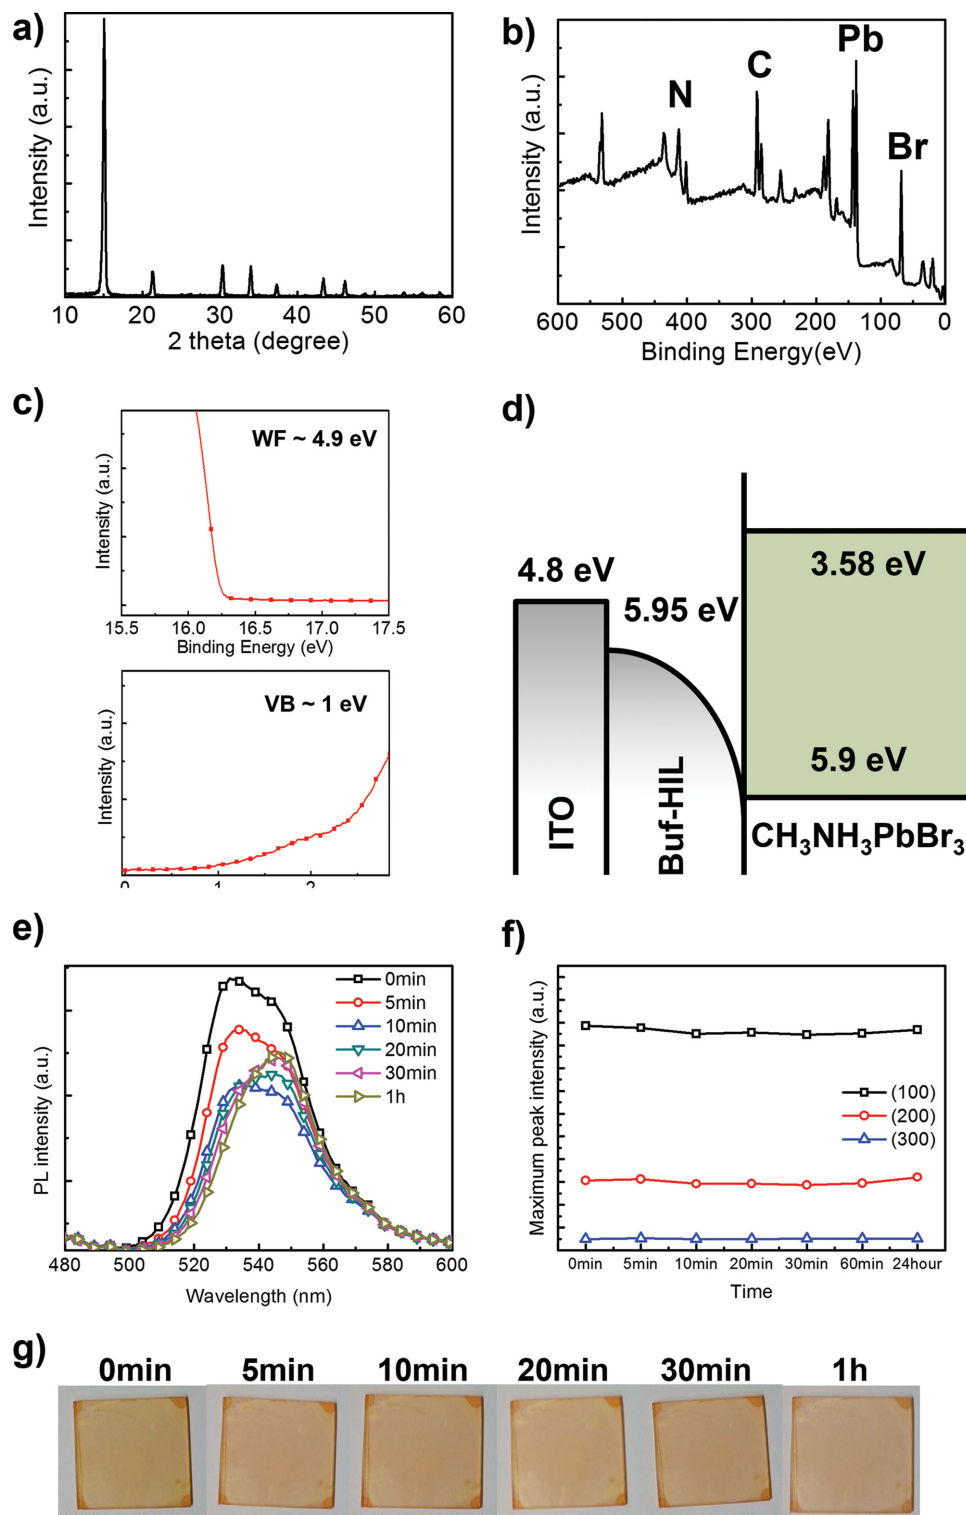 a)
Intensity (a.u.)
10 20 30 40 50 60
2 theta (degree)
b)
Intensity (a.u.)
N
C
Pb
Br
600 500 400 300 200 100 0
Binding Energy(eV)
c)
WF ~ 4.9 eV
Intensity (a.u.)
15.5 16.0 16.5 17.0 17.5
Binding Energy (eV)
VB ~ 1 eV
Intensity (a.u.)
0 1 2
d)
4.8 eV
5.95 eV
3.58 eV
5.9 eV
ITO
Buf-HIL
CH₃NH₃PbBr₃
e)
PL intensity (a.u.)
0min
5min
10min
20min
30min
1h
480 500 520 540 560 580 600
Wavelength (nm)
f)
Maximum peak intensity (a.u.)
(100)
(200)
(300)
0min 5min 10min 20min 30min 60min 24hour
Time
g)
0min 5min 10min 20min 30min 1h